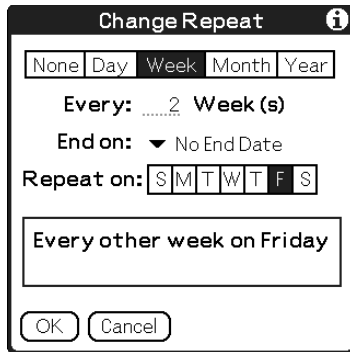 Change Repeat i
None Day Week Month Year
Every: 2 Week(s)
End on: No End Date
Repeat on: S M T W T F S
Every other week on Friday
OK Cancel